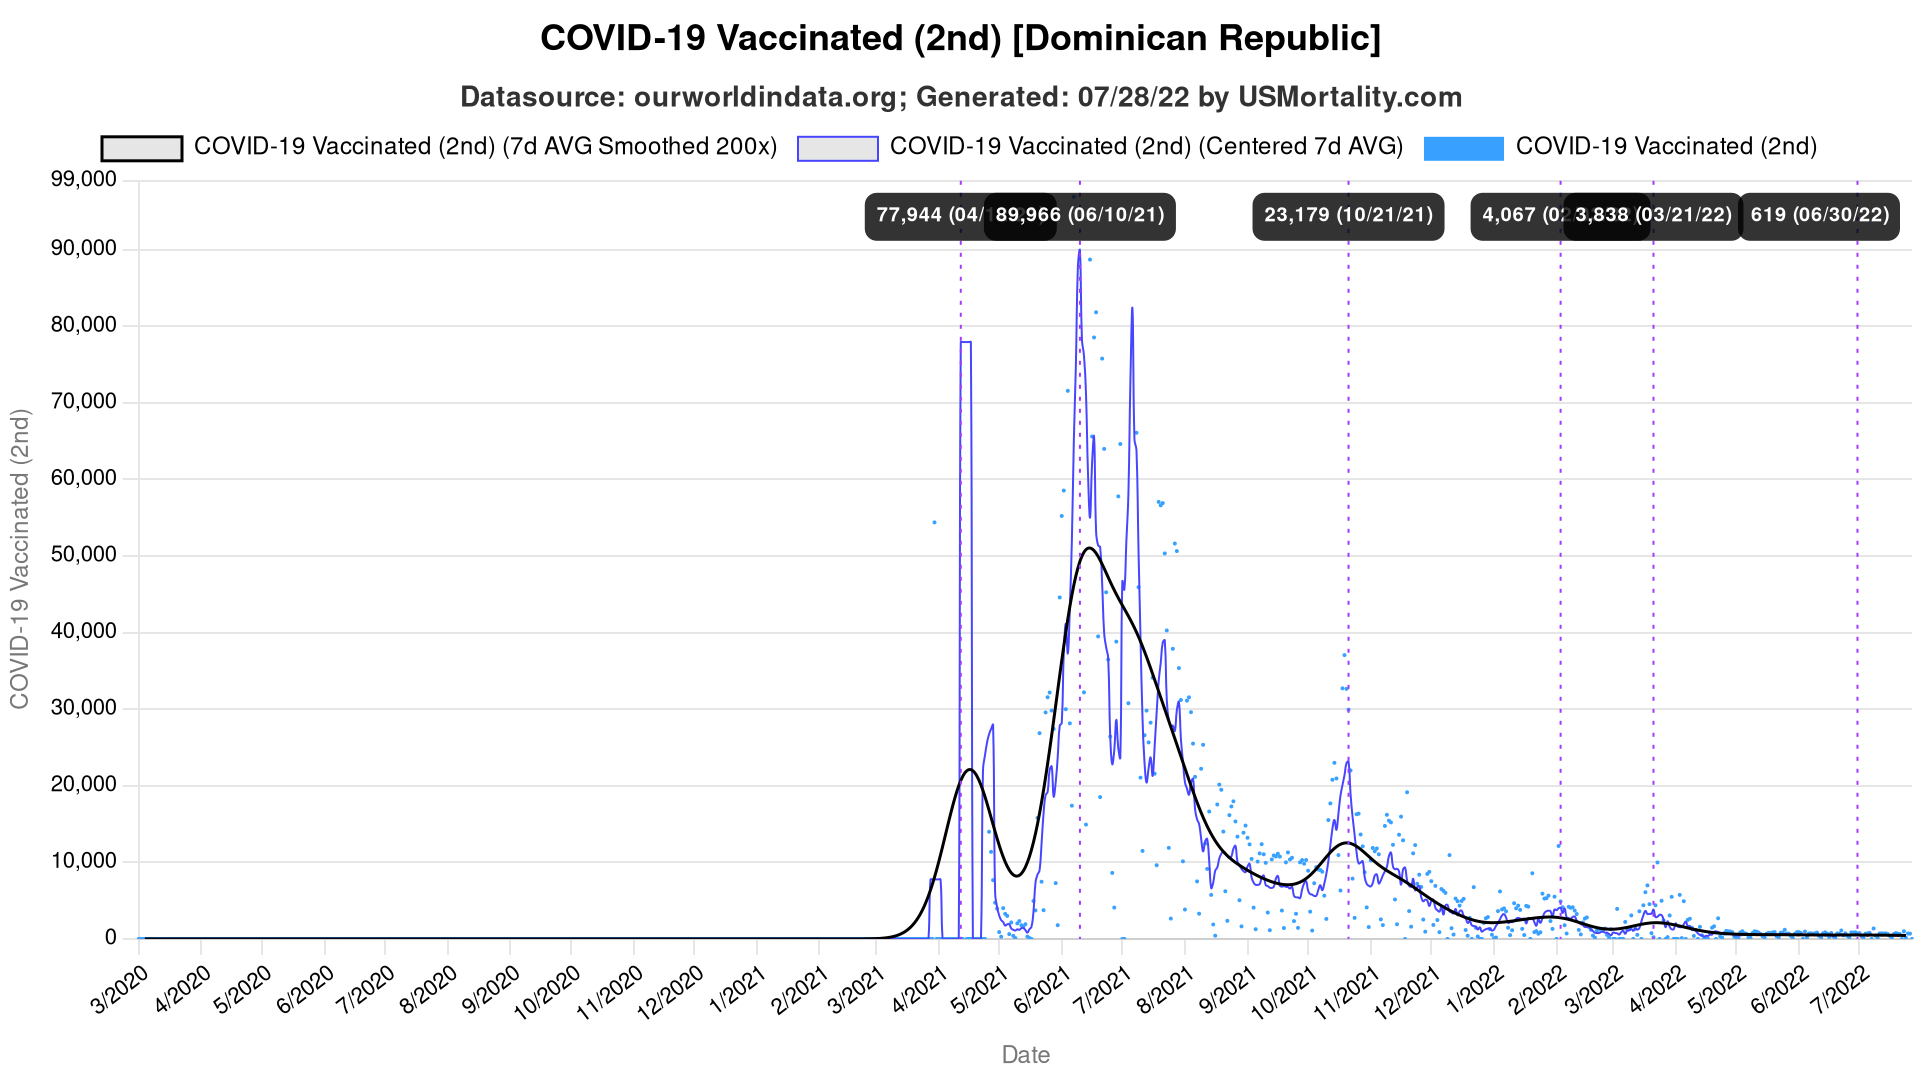 COVID-19 Vaccinated (2nd) [Dominican Republic]
Datasource: ourworldindata.org; Generated: 07/28/22 by USMortality.com
COVID-19 Vaccinated (2nd) (7d AVG Smoothed 200x) COVID-19 Vaccinated (2nd) (Centered 7d AVG) COVID-19 Vaccinated (2nd)
99,000
77,944 (04/ 89,966 (06/10/21) 23,179 (10/21/21) 4,067 (02 3,838 (03/21/22) 619 (06/30/22)
90,000
80,000
70,000
60,000
50,000
40,000
30,000
20,000
10,000
0
COVID-19 Vaccinated (2nd)
3/2020 4/2020 5/2020 6/2020 7/2020 8/2020 9/2020 10/2020 11/2020 12/2020 1/2021 2/2021 3/2021 4/2021 5/2021 6/2021 7/2021 8/2021 9/2021 10/2021 11/2021 12/2021 1/2022 2/2022 3/2022 4/2022 5/2022 6/2022 7/2022
Date